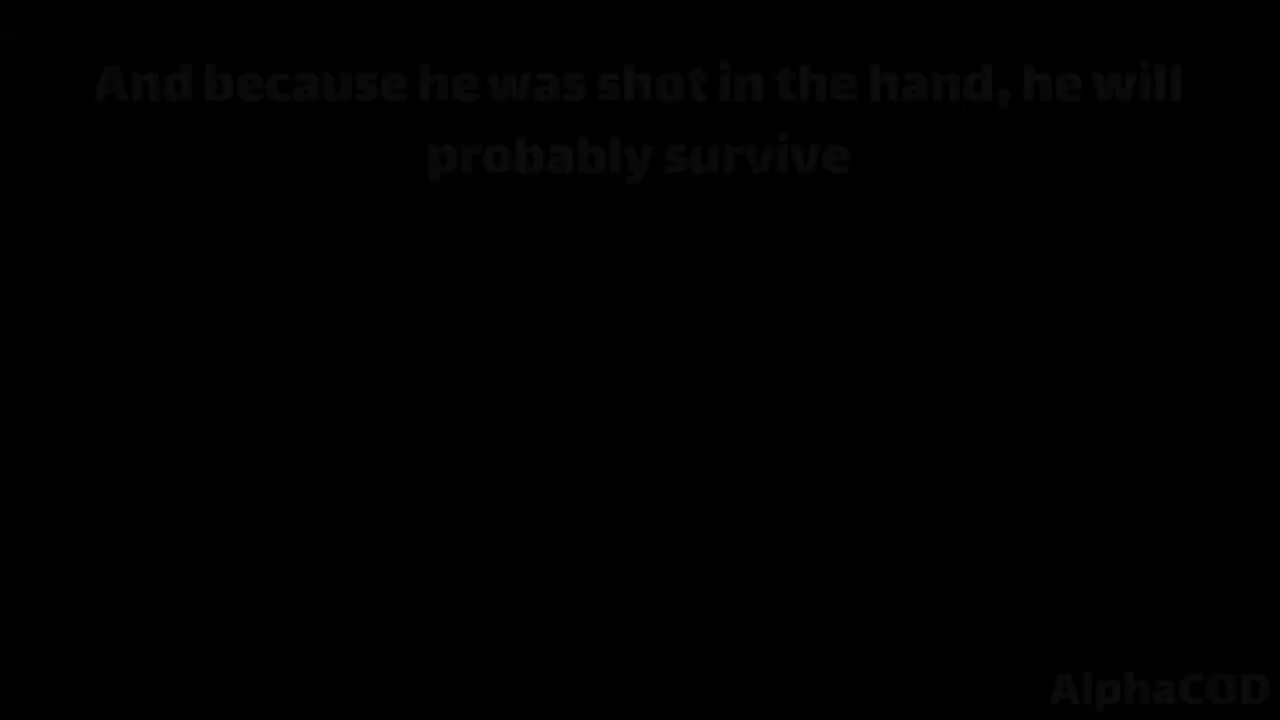 And because he was shot in the hand, he will
probably survive
AlphaCOD